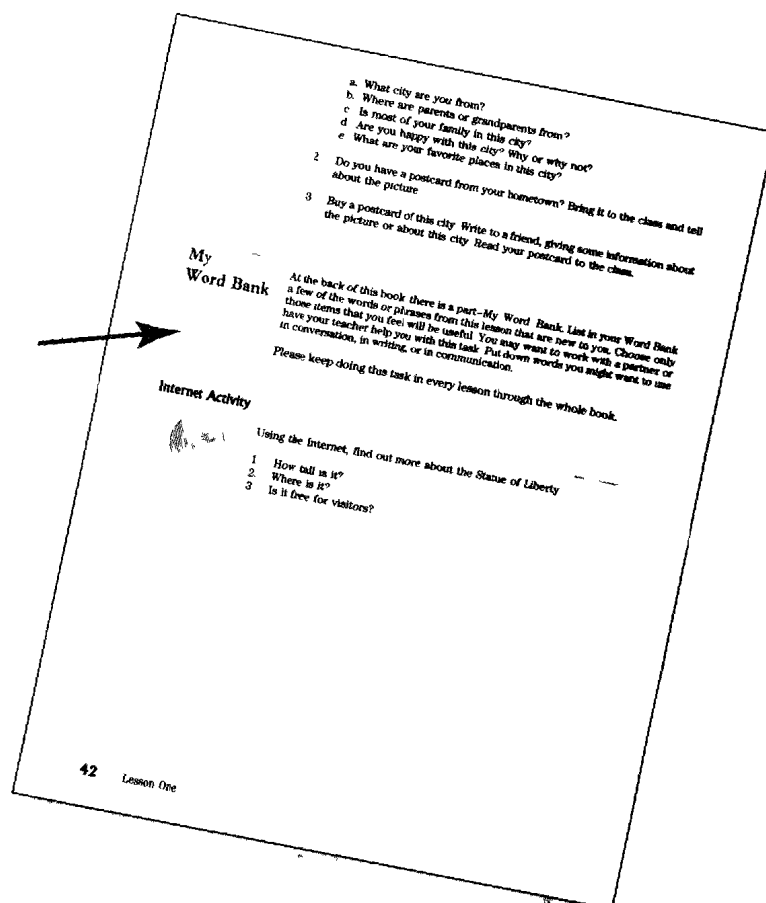 a. What city are you from?
b. Where are parents or grandparents from?
c Is most of your family in this city?
d Are you happy with this city? Why or why not?
e What are your favorite places in this city?
2 Do you have a postcard from your hometown? Bring it to the class and tell
about the picture
3 Buy a postcard of this city Write to a friend, giving some information about
the picture or about this city Read your postcard to the class.
My
Word Bank
At the back of this book there is a part–My Word Bank. List in your Word Bank
a few of the words or phrases from this lesson that are new to you. Choose only
those items that you feel will be useful You may want to work with a partner or
have your teacher help you with this task Put down words you might want to use
in conversation, in writing, or in communication.
Please keep doing this task in every lesson through the whole book.
Internet Activity
Using the Internet, find out more about the Statue of Liberty
1 How tall is it?
2. Where is it?
3 Is it free for visitors?
42 Lesson One